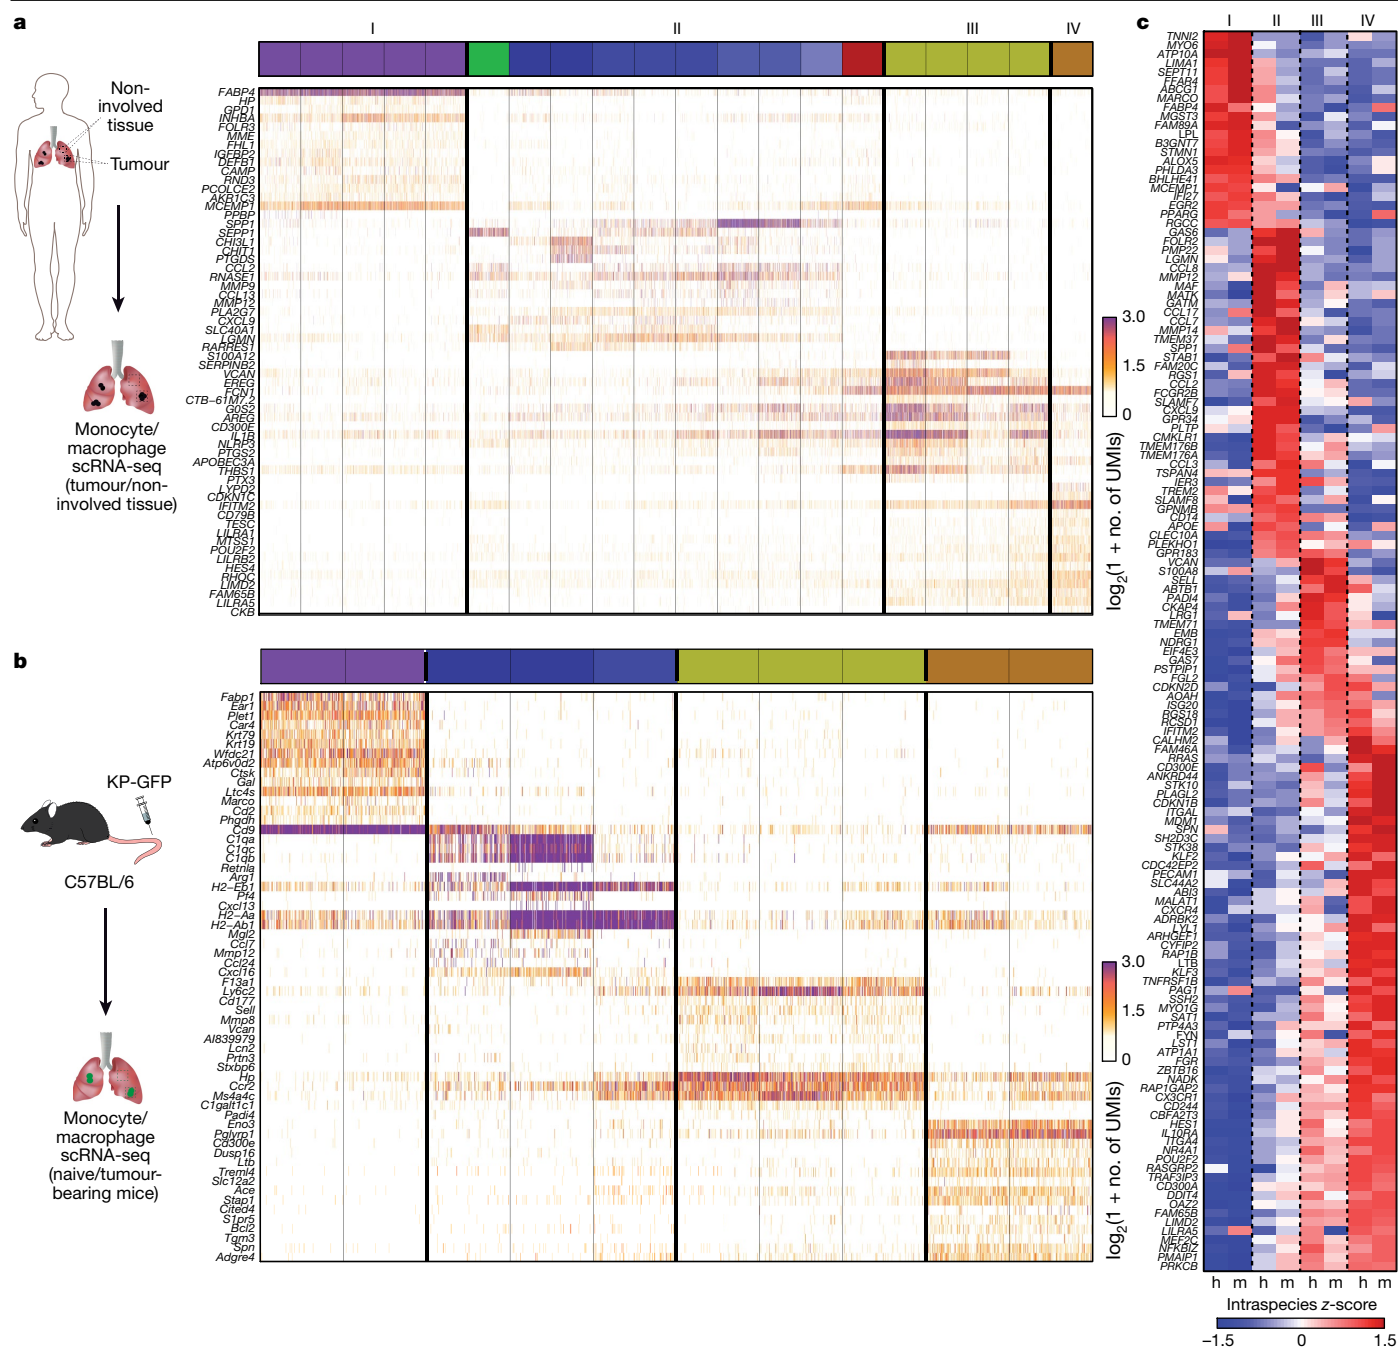 a
I
II
III
IV
Non-
involved
tissue
Tumour
Monocyte/
macrophage
scRNA-seq
(tumour/non-
involved tissue)
FABP4
HP
GPD1
INHBA
FOLR3
MME
FHL1
IGFBP2
DEFB1
CAMP
RND3
PCOLCE2
AKR1C3
MCEMP1
PPBP
SPP1
SEPP1
CHI3L1
CHIT1
PTGDS
CCL2
RNASE1
MMP9
CCL13
MMP12
PLA2G7
CXCL9
SLC40A1
LGMN
RARRES1
S100A12
SERPINB2
VCAN
EREG
FCN1
CTB−61M7.2
G0S2
AREG
CD300E
IL1B
NLRP3
PTGS2
APOBEC3A
THBS1
PTX3
LYPD2
CDKN1C
IFITM2
CD79B
TESC
LILRA1
MTSS1
POU2F2
LILRB2
HES4
RHOC
LIMD2
FAM65B
LILRA5
CKB
3.0
1.5
0
log2(1 + no. of UMIs)
b
KP-GFP
C57BL/6
Monocyte/
macrophage
scRNA-seq
(naive/tumour-
bearing mice)
Fabp1
Ear1
Plet1
Car4
Krt79
Krt19
Wfdc21
Atp6v0d2
Ctsk
Gal
Ltc4s
Marco
Cd2
Phgdh
Cd9
C1qa
C1qc
C1qb
Retnla
Arg1
H2−Eb1
Pf4
Cxcl13
H2−Aa
H2−Ab1
Mgl2
Ccl7
Mmp12
Ccl24
Cxcl16
F13a1
Ly6c2
Cd177
Sell
Mmp8
Vcan
AI839979
Lcn2
Prtn3
Stxbp6
Hp
Ccr2
Ms4a4c
C1galt1c1
Padi4
Eno3
Pglyrp1
Cd300e
Dusp16
Ltb
Treml4
Slc12a2
Ace
Stap1
Cited4
S1pr5
Bcl2
Tgm3
Spn
Adgre4
3.0
1.5
0
log2(1 + no. of UMIs)
c
I
II
III
IV
TNNI2
MYO6
ATP10A
LIMA1
SEPT11
FFAR4
ABCG1
MARCO
FABP4
MGST3
FAM89A
LPL
B3GNT7
STMN1
ALOX5
PHLDA3
BHLHE41
MCEMP1
IFI27
EGR2
PPARG
RGCC
GAS6
FOLR2
PMP22
LGMN
CCL8
MMP12
MAF
MATK
GATM
CCL17
CCL7
MMP14
TMEM37
SPP1
STAB1
FAM20C
RGS1
CCL2
FCGR2B
SLAMF7
CXCL9
GPR34
PLTP
CMKLR1
TMEM176B
TMEM176A
CCL3
TSPAN4
IER3
TREM2
SLAMF8
GPNMB
CD14
APOE
CLEC10A
PLEKHO1
GPR183
VCAN
S100A8
SELL
ABTB1
PADI4
CKAP4
LRG1
TMEM71
EMB
NDRG1
EIF4E3
GAS7
PSTPIP1
FGL2
CDKN2D
AOAH
ISG20
RGS18
RCSD1
IFITM2
CALHM2
FAM46A
RRAS
CD300E
ANKRD44
STK10
PLAGL2
CDKN1B
ITGAL
MDM1
SPN
SH2D3C
STK38
KLF2
CDC42EP2
PECAM1
SLC44A2
ABI3
MALAT1
CXCR4
ADRBK2
LYL1
ARHGEF1
CYFIP2
RAP1B
LTB
KLF3
TNFRSF1B
PAG1
SSH2
MYO1G
SAT1
PTP4A3
FYN
LST1
ATP1A1
FGR
ZBTB16
NADK
RAP1GAP2
CX3CR1
CD244
CBFA2T3
HES1
IL10RA
ITGA4
NR4A1
POU2F2
RASGRP2
TRAF3IP3
CD300A
DDIT4
OAZ2
FAM65B
LIMD2
LILRA5
MEF2C
NFKBIZ
PMAIP1
PRKCB
h m h m h m h m
Intraspecies z-score
−1.5 0 1.5